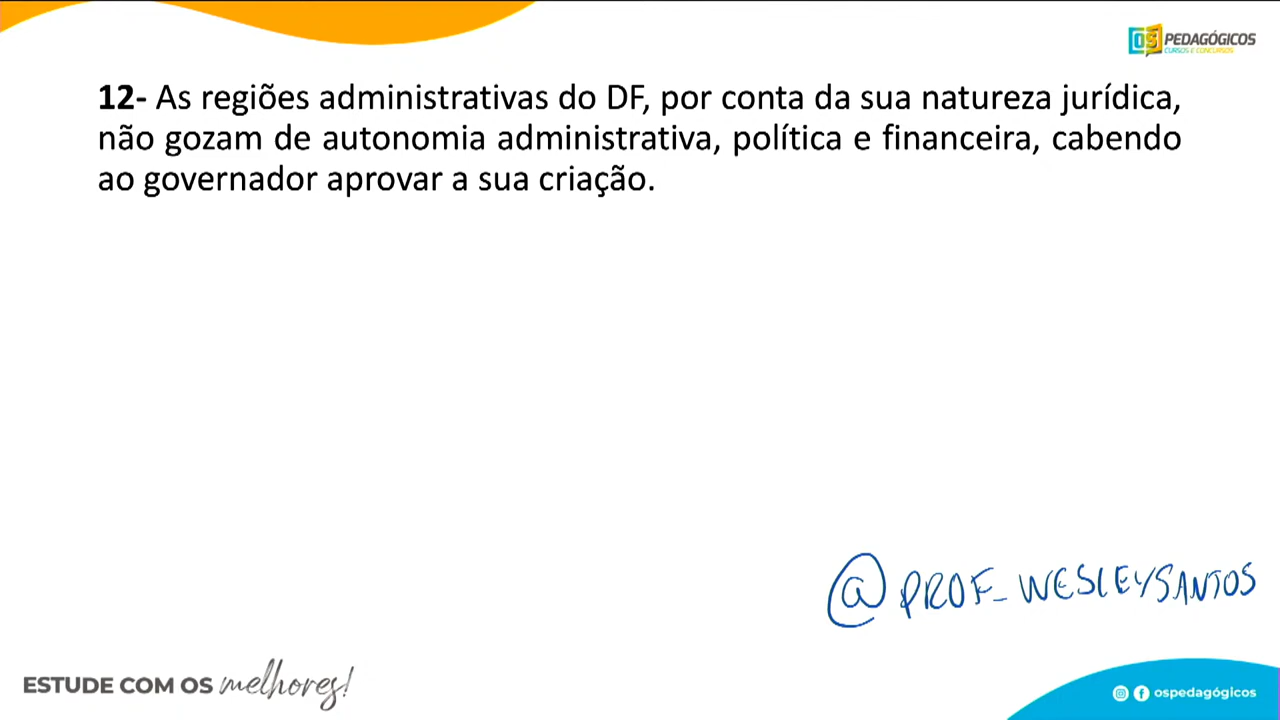 OS PEDAGÓGICOS
CURSOS E CONCURSOS
12- As regiões administrativas do DF, por conta da sua natureza jurídica,
não gozam de autonomia administrativa, política e financeira, cabendo
ao governador aprovar a sua criação.
@PROF_WESLEYSANTOS
ESTUDE COM OS melhores!
ospedagógicos